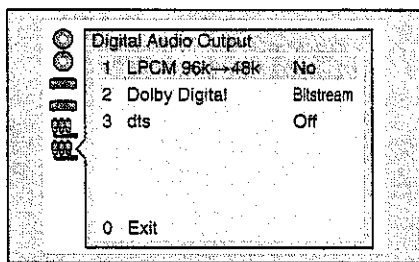 Digital Audio Output
1 LPCM 96k→48k No
2 Dolby Digital Bitstream
3 dts Off
0 Exit